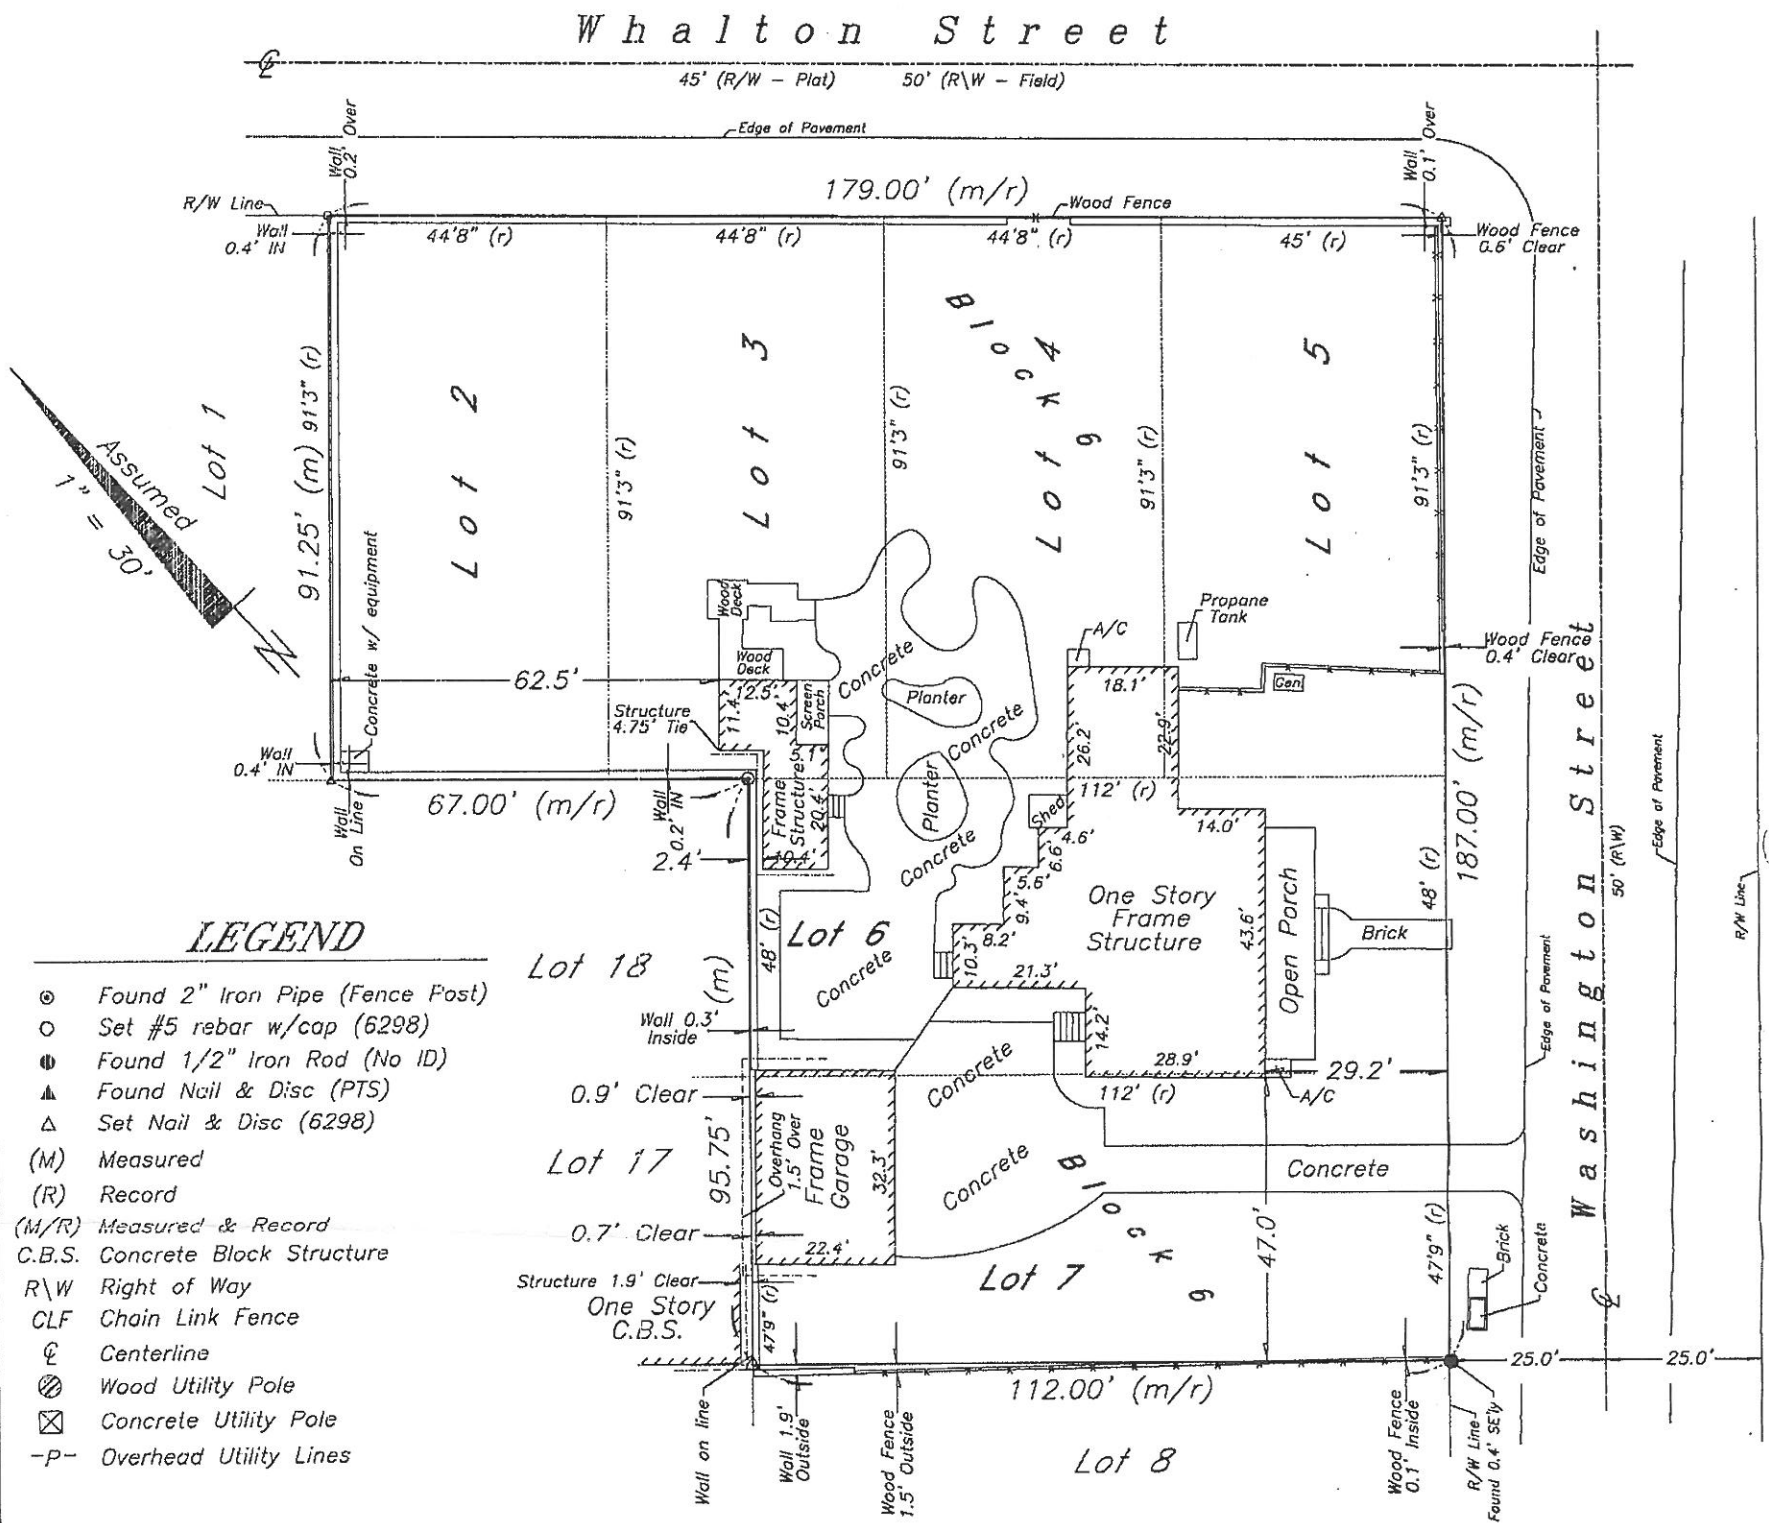 Whalton Street
45' (R/W - Plat) 50' (R\W - Field)
Edge of Pavement
Wall 0.2' Over
Wall 0.1' Over
179.00' (m/r)
R/W Line
Wood Fence
Wall
0.4' IN
44'8" (r)
44'8" (r)
44'8" (r)
45' (r)
Wood Fence
0.6' Clear
Block 6
Lot 1
Lot 2
Lot 3
Lot 4
Lot 5
91.25' (m) 91'3" (r)
91'3" (r)
91'3" (r)
91'3" (r)
91'3" (r)
Edge of Pavement
Assumed
1" = 30'
N
Concrete w/ equipment
Wood
Deck
Wood
Deck
Propane
Tank
A/C
Wood Fence
0.4' Clear
Gen
62.5'
12.5'
11.4'
10.4'
Screen
Porch
Structure
4.75' Tie
5.1'
Concrete
Planter
Concrete
18.1'
26.2'
22.9'
Wall
0.4' IN
67.00' (m/r)
Wall
On Line
Wall
0.2' IN
2.4'
Frame
Structure
20.4'
10.4'
Planter
Concrete
Shed
112' (r)
14.0'
4.6'
6.6'
5.6'
9.4'
8.2'
10.3'
21.3'
14.2'
28.9'
43.6'
One Story
Frame
Structure
Open Porch
Brick
48' (r)
187.00' (m/r)
Washington Street
50' (R\W)
Edge of Pavement
R/W Line
Edge of Pavement
Lot 18
48' (r)
Lot 6
Concrete
Wall 0.3'
Inside
Concrete
112' (r)
A/C
29.2'
0.9' Clear
95.75' (m)
Lot 17
Overhang
1.5' Over
Frame
Garage
32.3'
22.4'
0.7' Clear
Concrete
Concrete
Block 6
Lot 7
47.0'
47'9" (r)
Brick
Concrete
Structure 1.9' Clear
One Story
C.B.S.
47'9" (r)
112.00' (m/r)
25.0'
25.0'
Wall on line
Wall 1.9'
Outside
Wood Fence
1.5' Outside
Lot 8
Wood Fence
0.1' Inside
R/W Line
Found 0.4' SE'ly
LEGEND
Found 2" Iron Pipe (Fence Post)
Set #5 rebar w/cap (6298)
Found 1/2" Iron Rod (No ID)
Found Nail & Disc (PTS)
Set Nail & Disc (6298)
(M) Measured
(R) Record
(M/R) Measured & Record
C.B.S. Concrete Block Structure
R\W Right of Way
CLF Chain Link Fence
℄ Centerline
Wood Utility Pole
Concrete Utility Pole
-P- Overhead Utility Lines